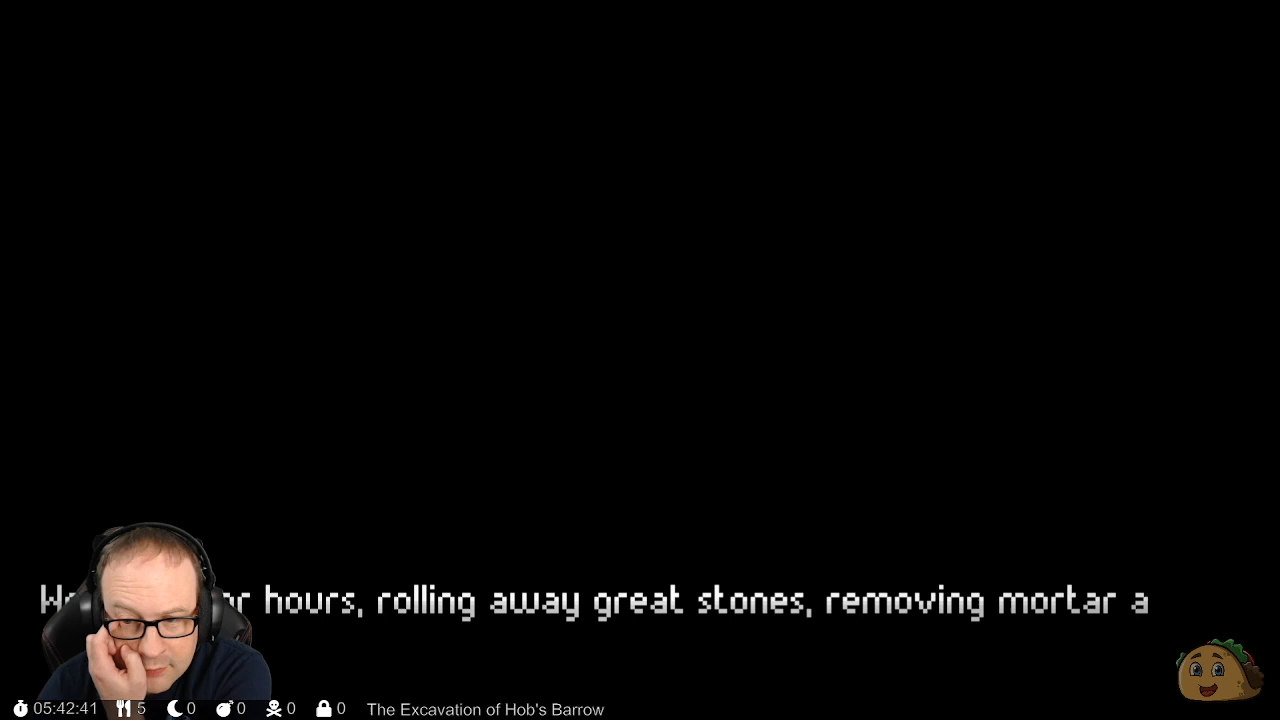 hours, rolling away great stones, removing mortar a
05:42:41 5 0 0 0 0 The Excavation of Hob's Barrow